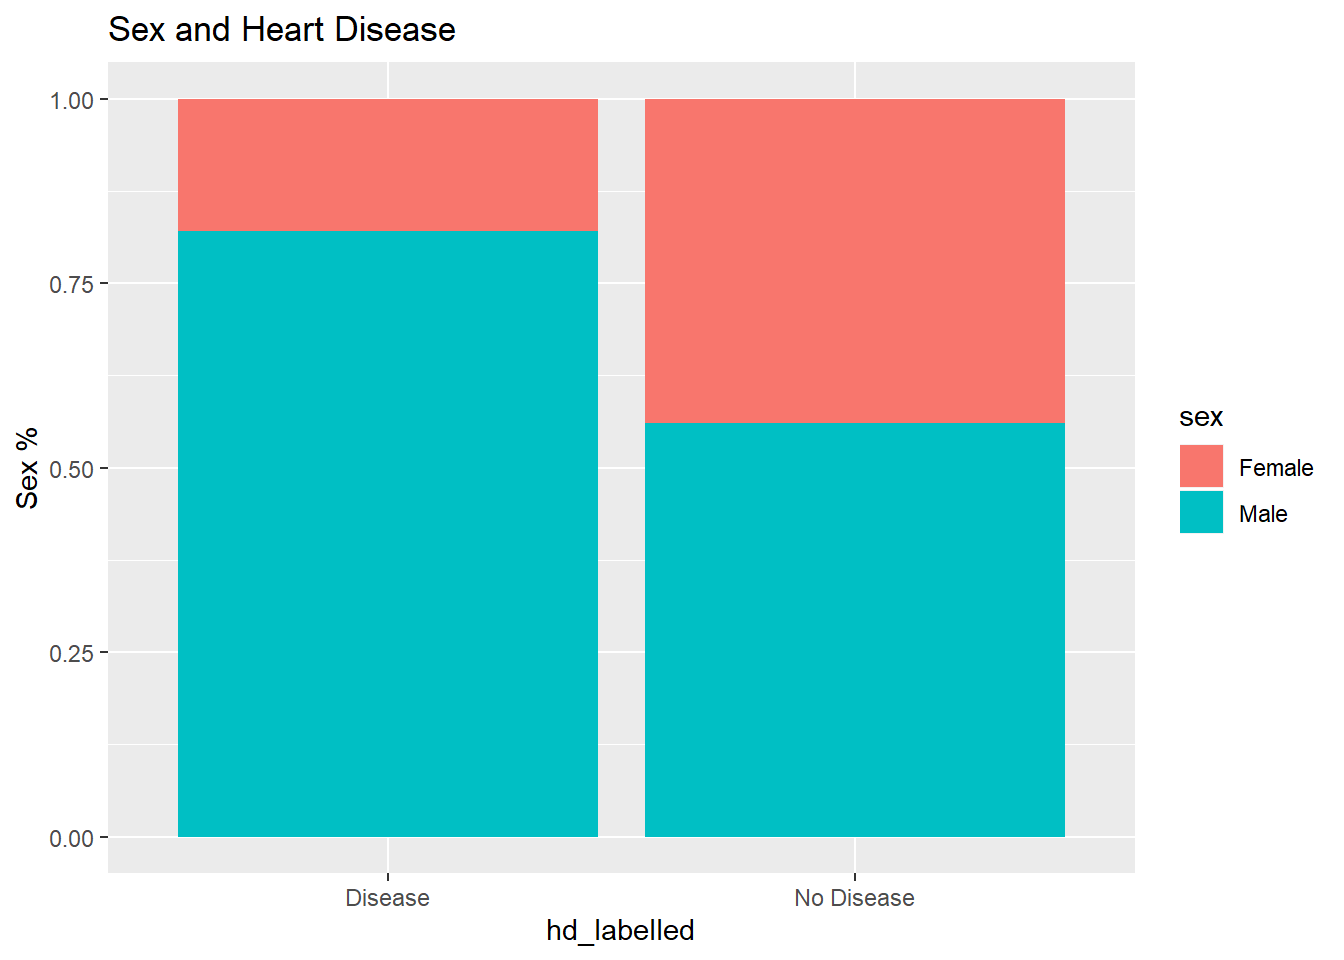 Sex and Heart Disease
1.00
0.75
0.50
0.25
0.00
Sex %
Disease
No Disease
hd_labelled
sex
Female
Male